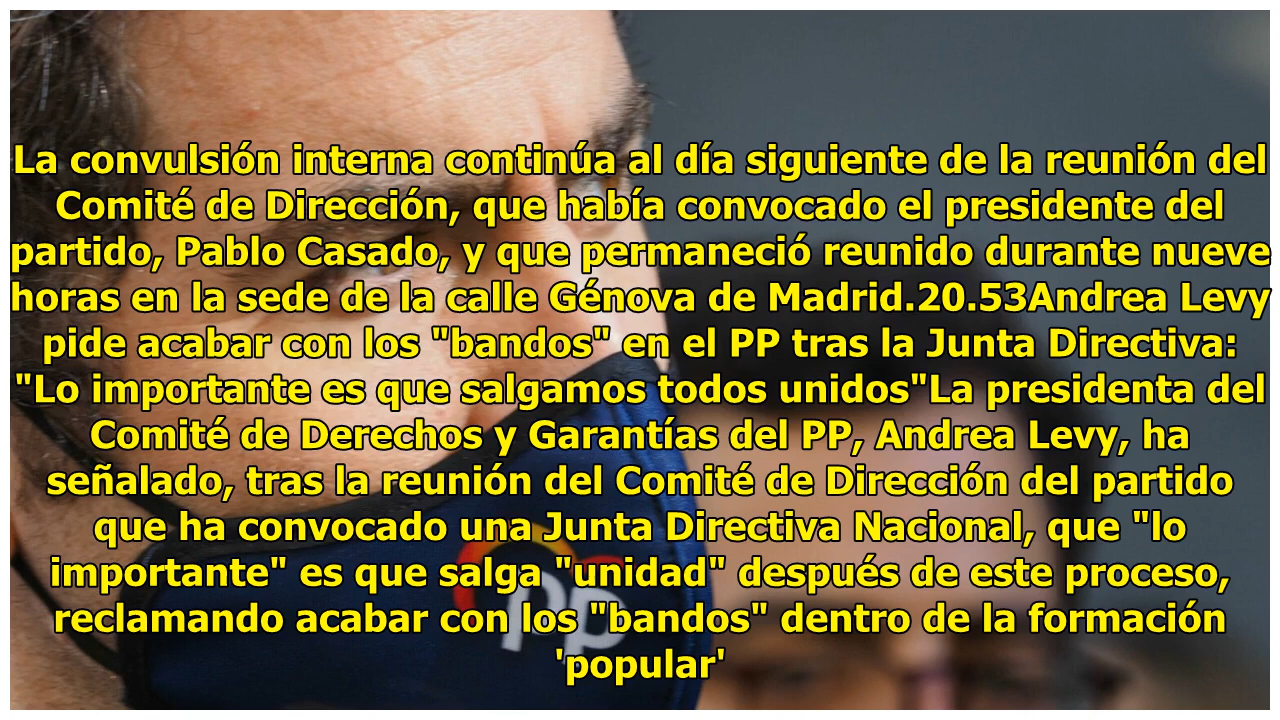 La convulsión interna continúa al día siguiente de la reunión del
Comité de Dirección, que había convocado el presidente del
partido, Pablo Casado, y que permaneció reunido durante nueve
horas en la sede de la calle Génova de Madrid.20.53Andrea Levy
pide acabar con los "bandos" en el PP tras la Junta Directiva:
"Lo importante es que salgamos todos unidos"La presidenta del
Comité de Derechos y Garantías del PP, Andrea Levy, ha
señalado, tras la reunión del Comité de Dirección del partido
que ha convocado una Junta Directiva Nacional, que "lo
importante" es que salga "unidad" después de este proceso,
reclamando acabar con los "bandos" dentro de la formación
'popular'
pp